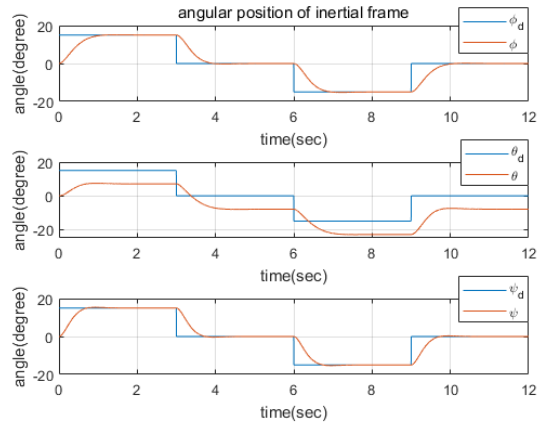 angular position of inertial frame
angle(degree)
20
0
-20
0 2 4 6 8 10 12
time(sec)
ϕd
ϕ
angle(degree)
20
0
-20
0 2 4 6 8 10 12
time(sec)
θd
θ
angle(degree)
20
0
-20
0 2 4 6 8 10 12
time(sec)
ψd
ψ